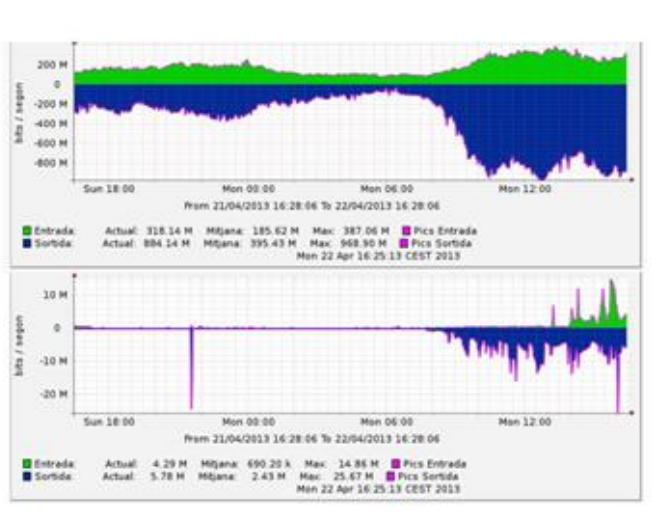 200 M
0
-200 M
-400 M
-600 M
-800 M
bits / segon
Sun 18:00 Mon 00:00 Mon 06:00 Mon 12:00
From 21/04/2013 16:28:06 To 22/04/2013 16:28:06
Entrada: Actual: 318.14 M Mitjana: 185.62 M Max: 387.06 M Pics Entrada
Sortida: Actual: 884.14 M Mitjana: 395.43 M Max: 968.90 M Pics Sortida
Mon 22 Apr 16:25:13 CEST 2013
10 M
0
-10 M
-20 M
bits / segon
Sun 18:00 Mon 00:00 Mon 06:00 Mon 12:00
From 21/04/2013 16:28:06 To 22/04/2013 16:28:06
Entrada: Actual: 4.29 M Mitjana: 690.20 k Max: 14.86 M Pics Entrada
Sortida: Actual: 5.78 M Mitjana: 2.43 M Max: 25.67 M Pics Sortida
Mon 22 Apr 16:25:13 CEST 2013